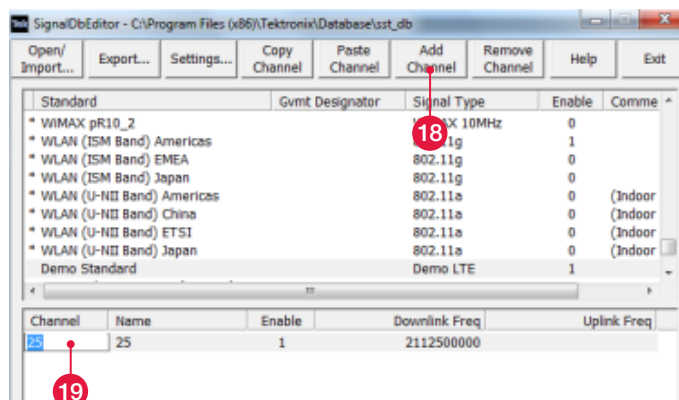 Tek SignalDbEditor - C:\Program Files (x86)\Tektronix\Database\sst_db
Open/Import... Export... Settings... Copy Channel Paste Channel Add Channel Remove Channel Help Exit
Standard Gvmt Designator Signal Type Enable Comme
* WiMAX pR10_2 X 10MHz 0
* WLAN (ISM Band) Americas 1g 1
* WLAN (ISM Band) EMEA 802.11g 0
* WLAN (ISM Band) Japan 802.11g 0
* WLAN (U-NII Band) Americas 802.11a 0 (Indoor
* WLAN (U-NII Band) China 802.11a 0 (Indoor
* WLAN (U-NII Band) ETSI 802.11a 0 (Indoor
* WLAN (U-NII Band) Japan 802.11a 0 (Indoor
Demo Standard Demo LTE 1
18
Channel Name Enable Downlink Freq Uplink Freq
25 25 1 2112500000
19